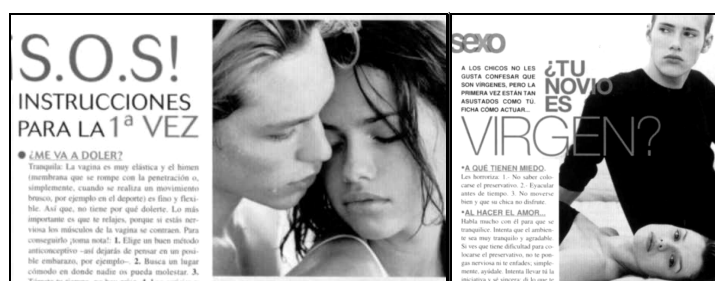 ¡S.O.S!
INSTRUCCIONES
PARA LA 1ª VEZ
¿ME VA A DOLER?
Tranquila: La vagina es muy elástica y el himen
(membrana que se rompe con la penetración o,
simplemente, cuando se realiza un movimiento
brusco, por ejemplo en el deporte) es fino y flexi-
ble. Así que, no tiene por qué dolerte. Lo más
importante es que te relajes, porque si estás ner-
viosa los músculos de la vagina se contraen. Para
conseguirlo ¡toma nota!: 1. Elige un buen método
anticonceptivo –así dejarás de pensar en un posi-
ble embarazo, por ejemplo–. 2. Busca un lugar
cómodo en donde nadie os pueda molestar. 3.
sexo
A LOS CHICOS NO LES
GUSTA CONFESAR QUE
SON VÍRGENES, PERO LA
PRIMERA VEZ ESTÁN TAN
ASUSTADOS COMO TÚ.
FICHA CÓMO ACTUAR...
¿TU
NOVIO
ES
VIRGEN?
•A QUÉ TIENEN MIEDO.
Les horroriza: 1.- No saber colo-
carse el preservativo. 2.- Eyacular
antes de tiempo. 3. No moverse
bien y que su chica no disfrute.
•AL HACER EL AMOR...
Habla mucho con él para que se
tranquilice. Intenta que el ambien-
te sea muy tranquilo y agradable.
Si ves que tiene dificultad para co-
locarse el preservativo, no te pon-
gas nerviosa ni te enfades; simple-
mente, ayúdale. Intenta llevar tú la
iniciativa y sé sincera: di lo que te